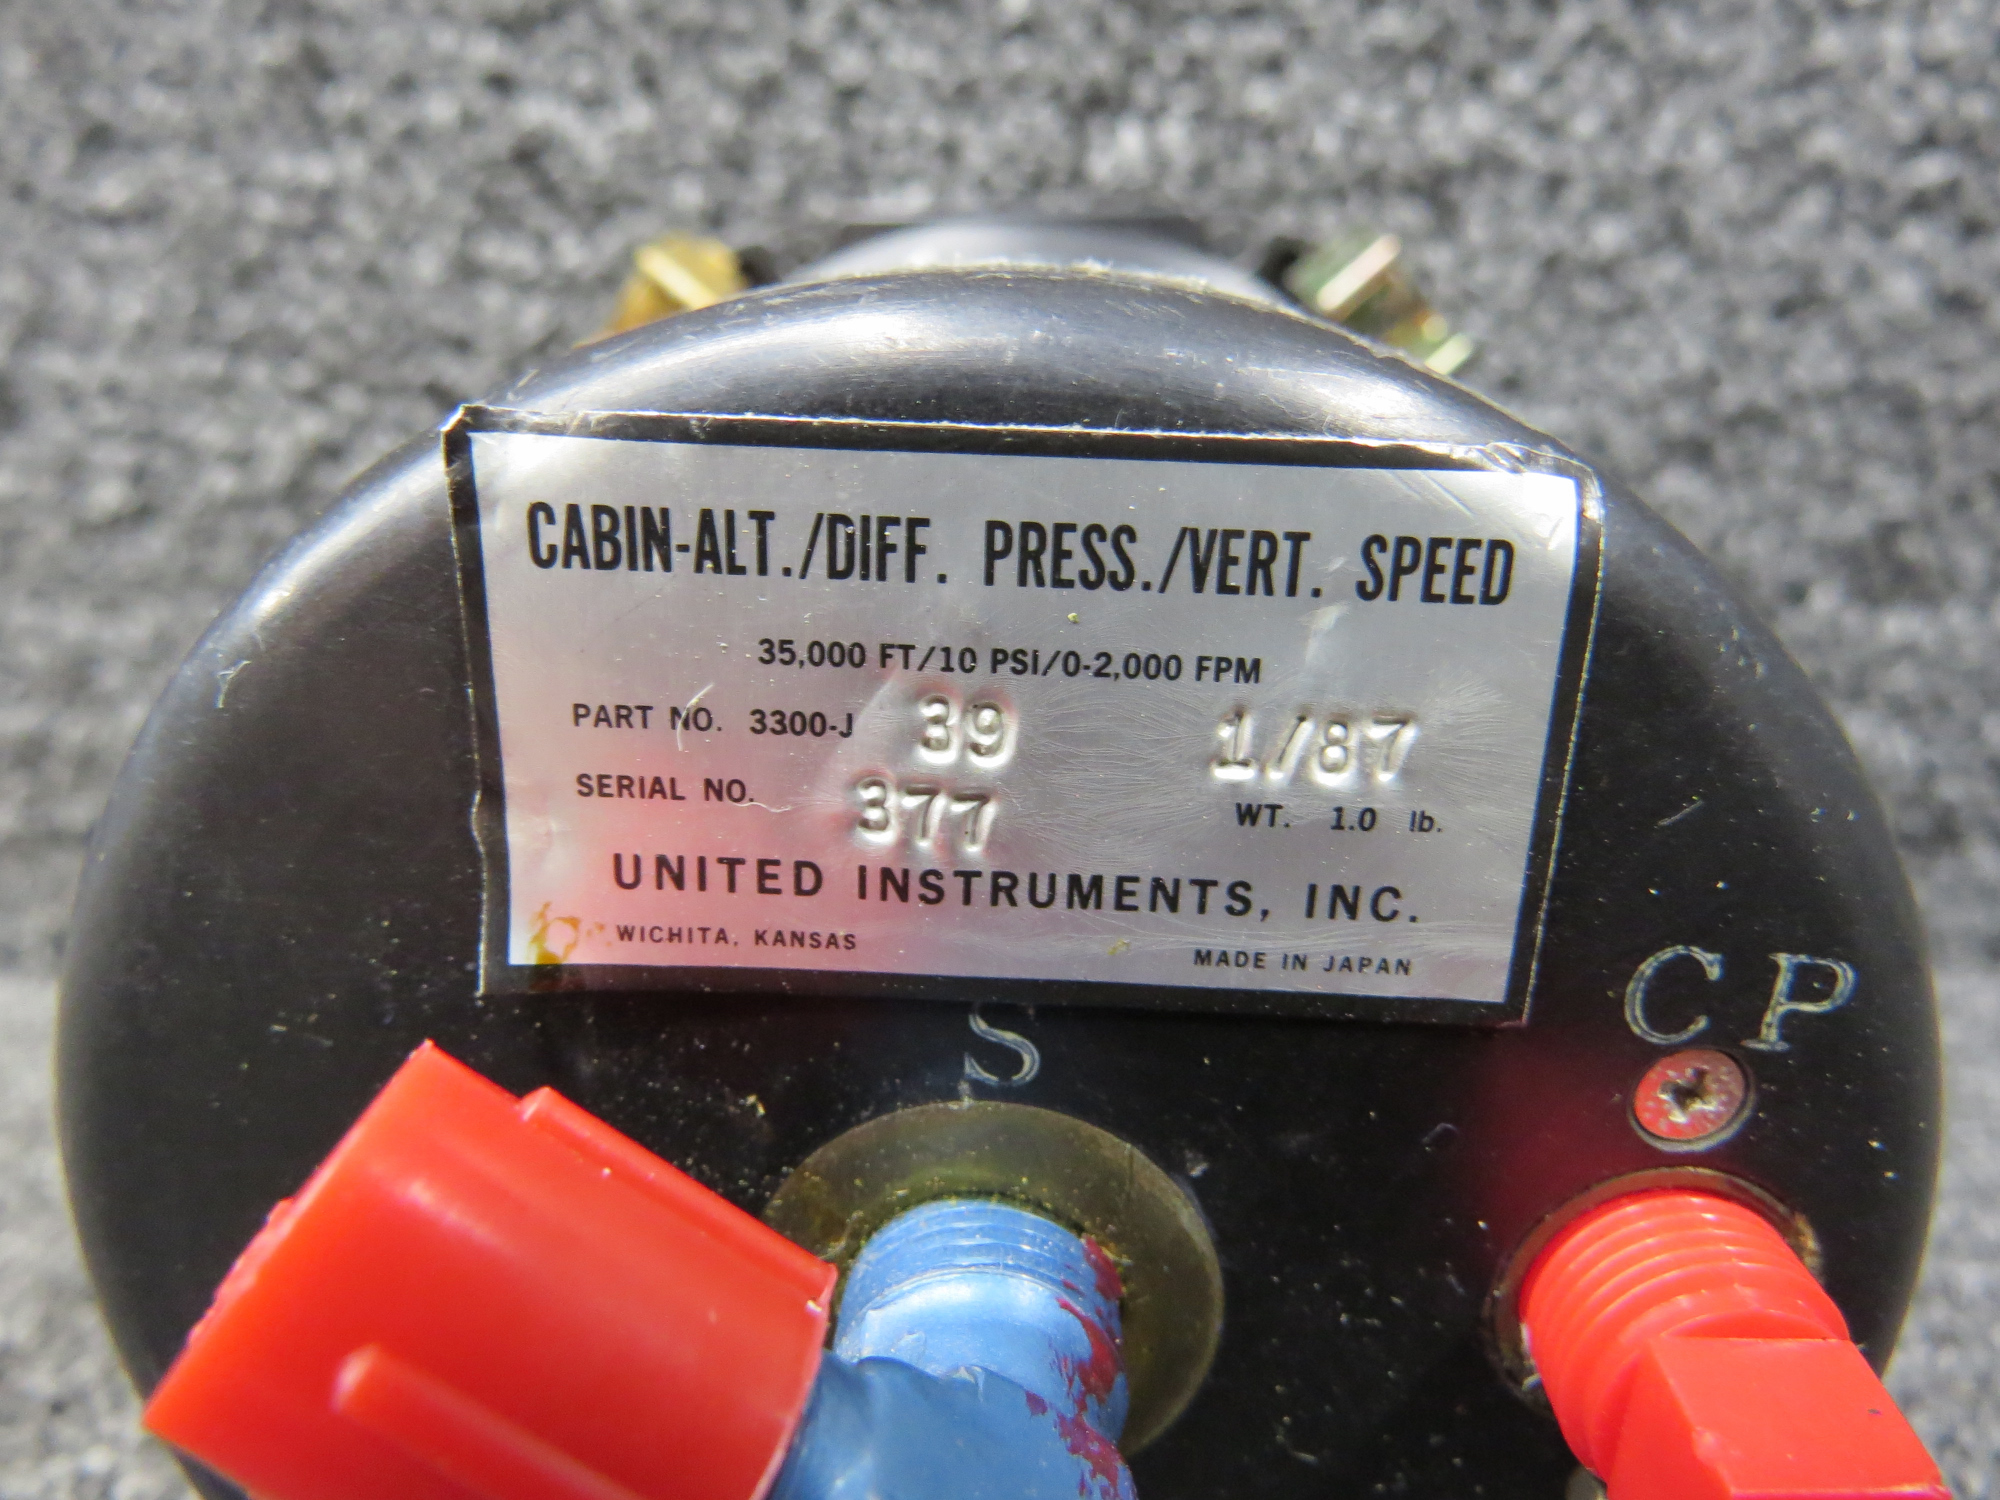 CABIN-ALT./DIFF. PRESS./VERT. SPEED
35,000 FT/10 PSI/0-2,000 FPM
PART NO. 3300-J 39 1/87
SERIAL NO. 377
WT. 1.0 lb.
UNITED INSTRUMENTS, INC.
WICHITA, KANSAS MADE IN JAPAN
S
CP